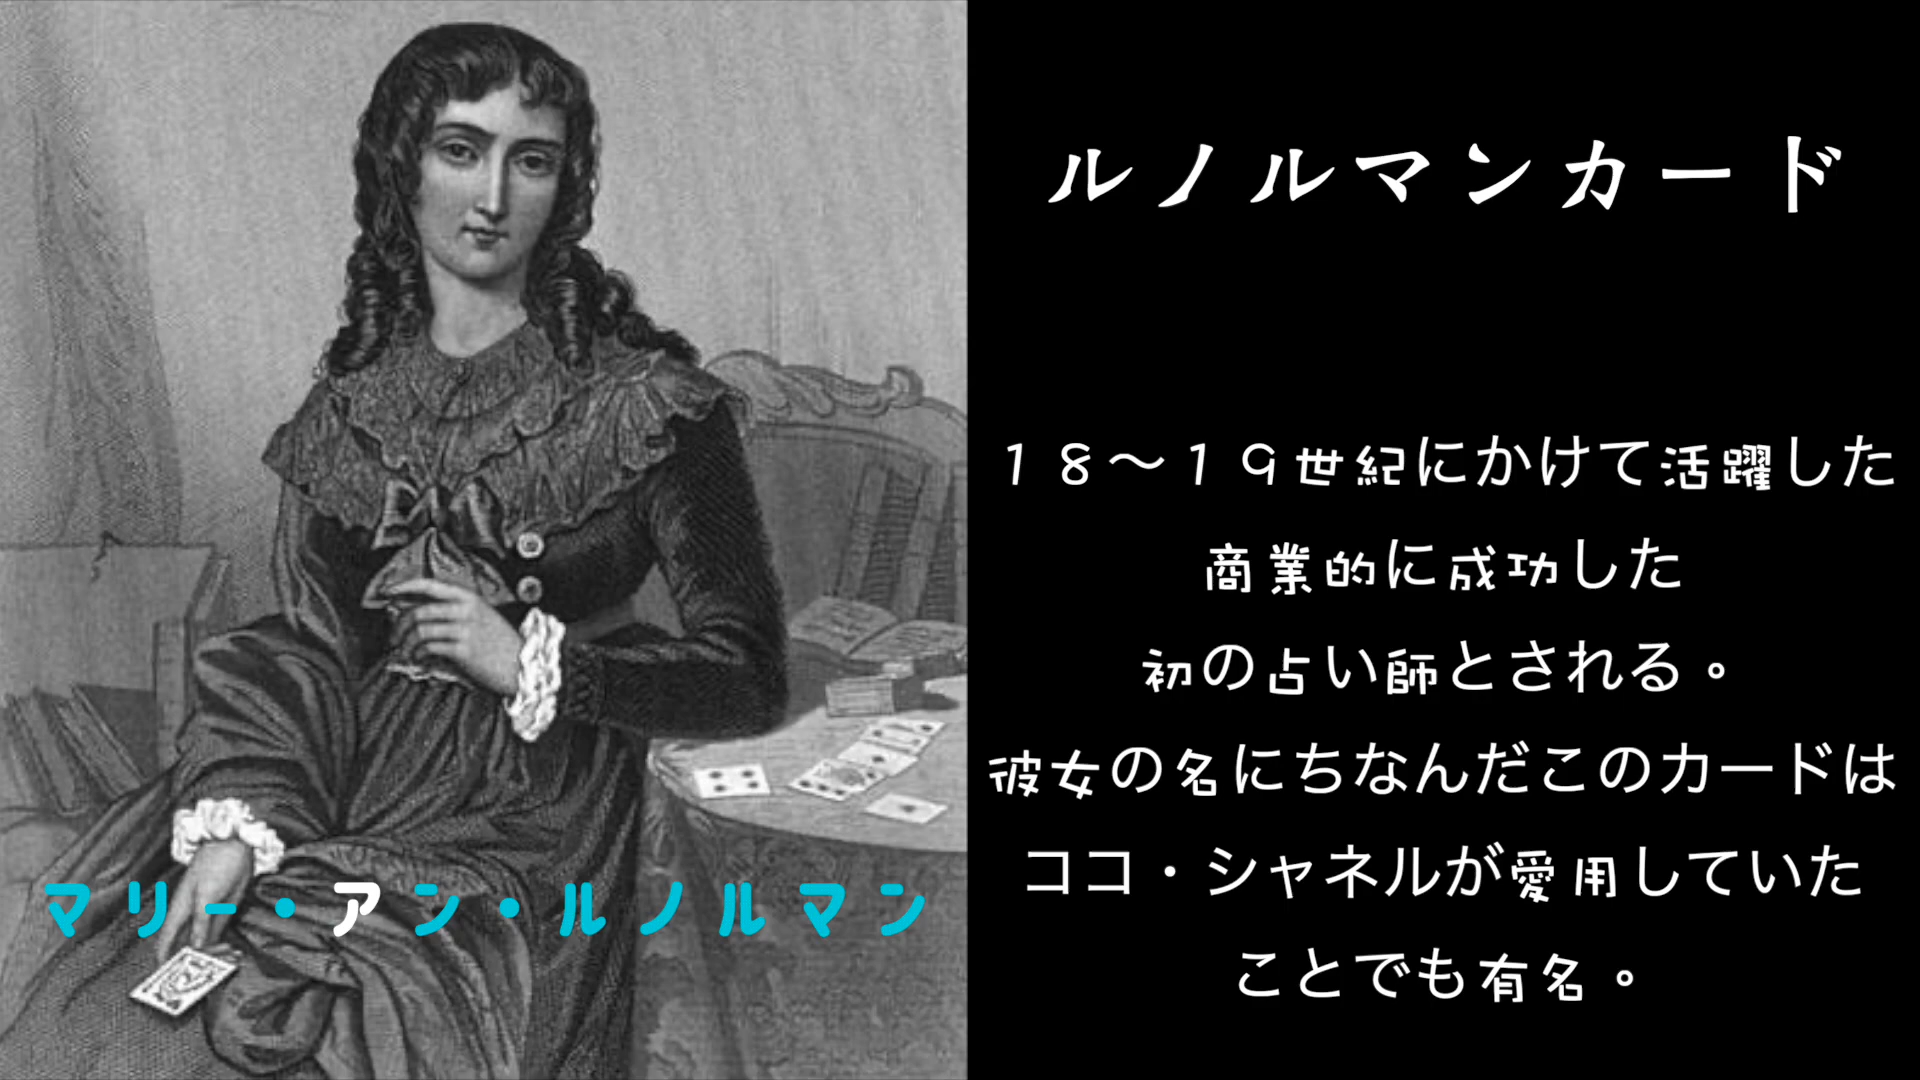 ルノルマンカード
18〜19世紀にかけて活躍した
商業的に成功した
初の占い師とされる。
彼女の名にちなんだこのカードは
ココ・シャネルが愛用していた
ことでも有名。
マリー・アン・ルノルマン